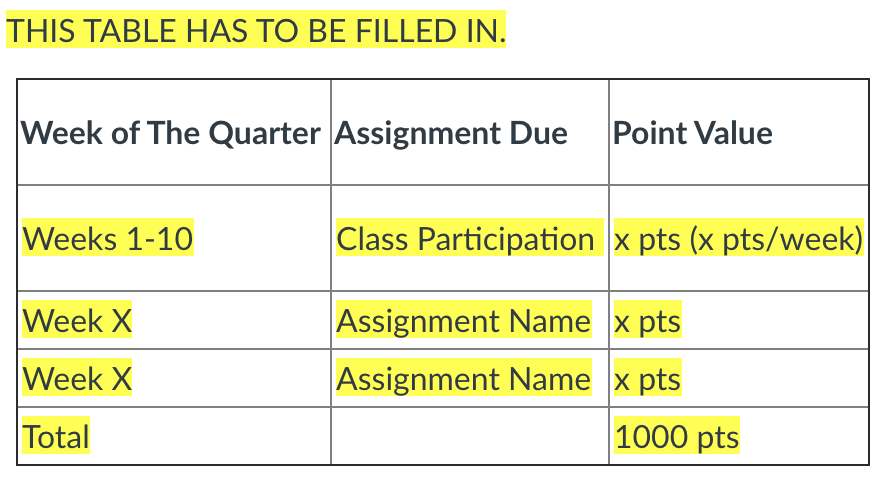 THIS TABLE HAS TO BE FILLED IN.
Week of The Quarter Assignment Due Point Value
Weeks 1-10 Class Participation x pts (x pts/week)
Week X Assignment Name x pts
Week X Assignment Name x pts
Total 1000 pts